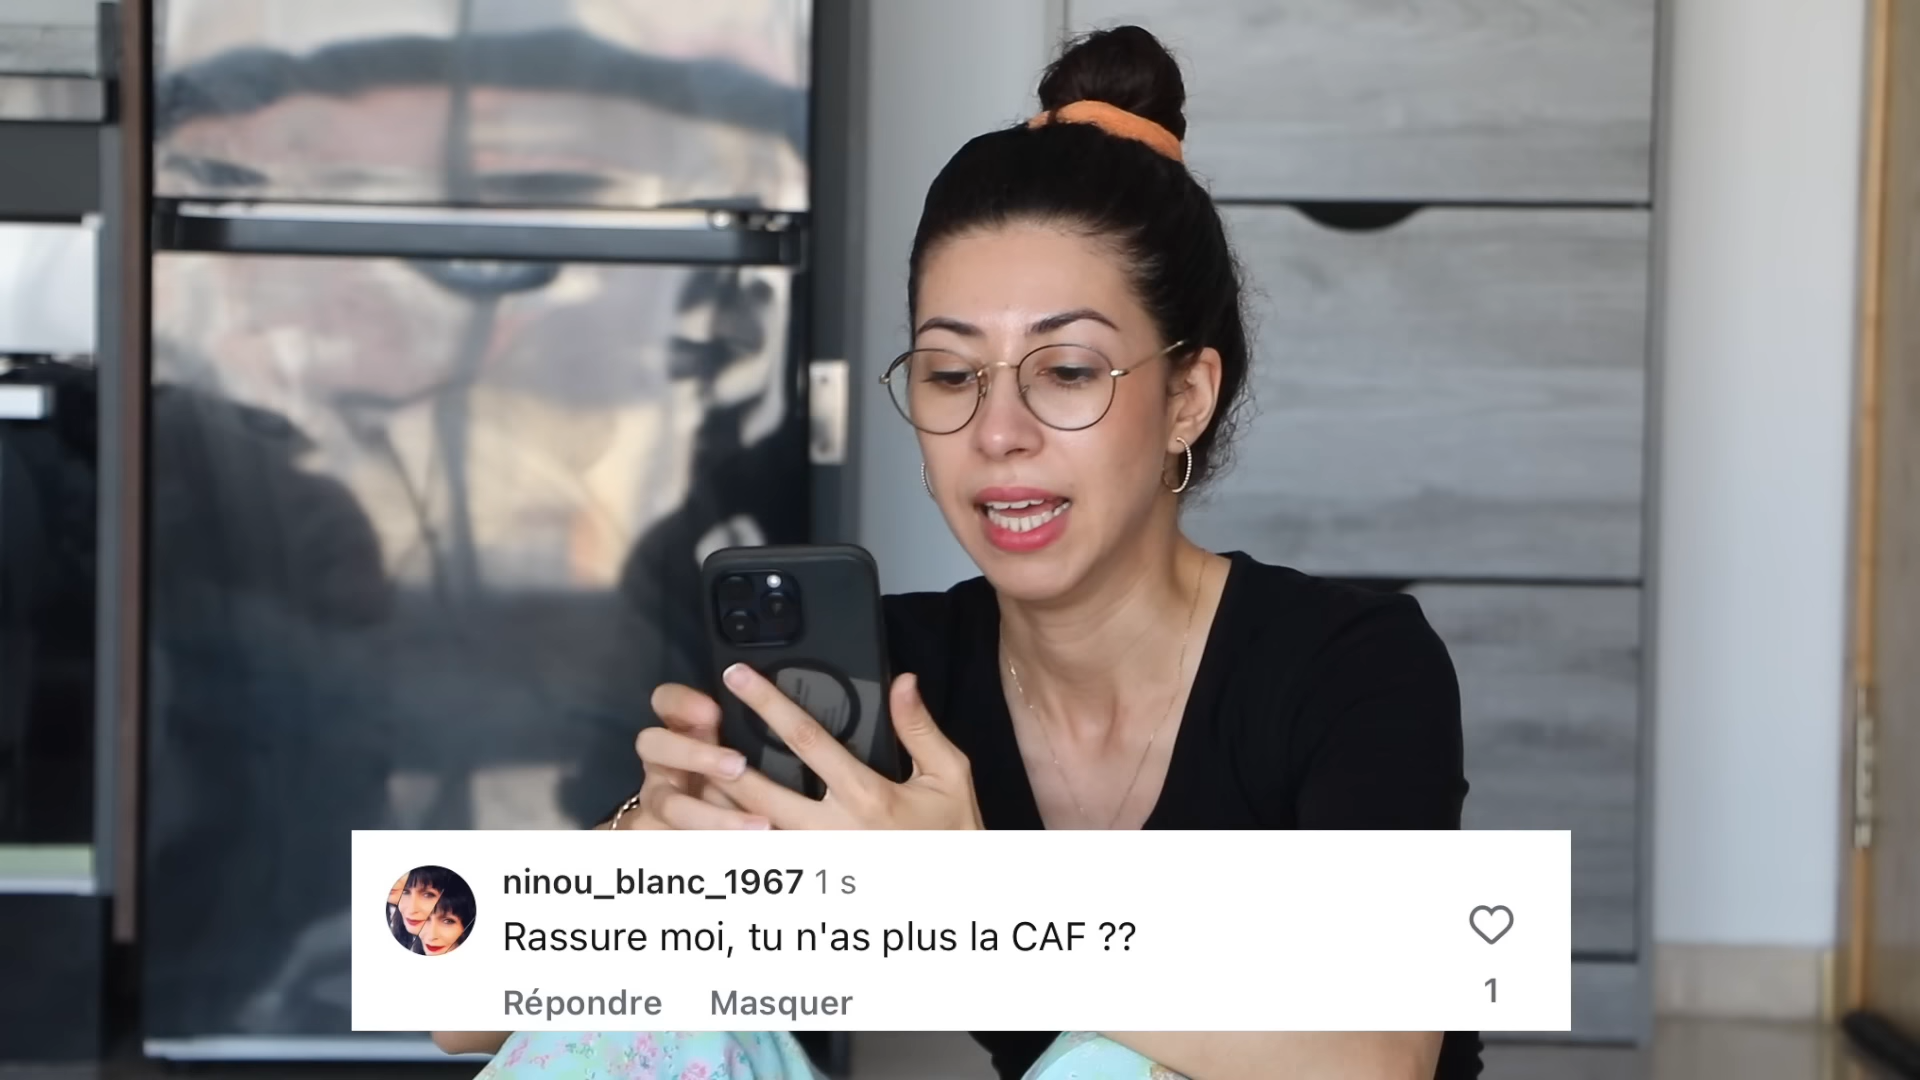 ninou_blanc_1967 1 s
Rassure moi, tu n'as plus la CAF ??
Répondre Masquer
1